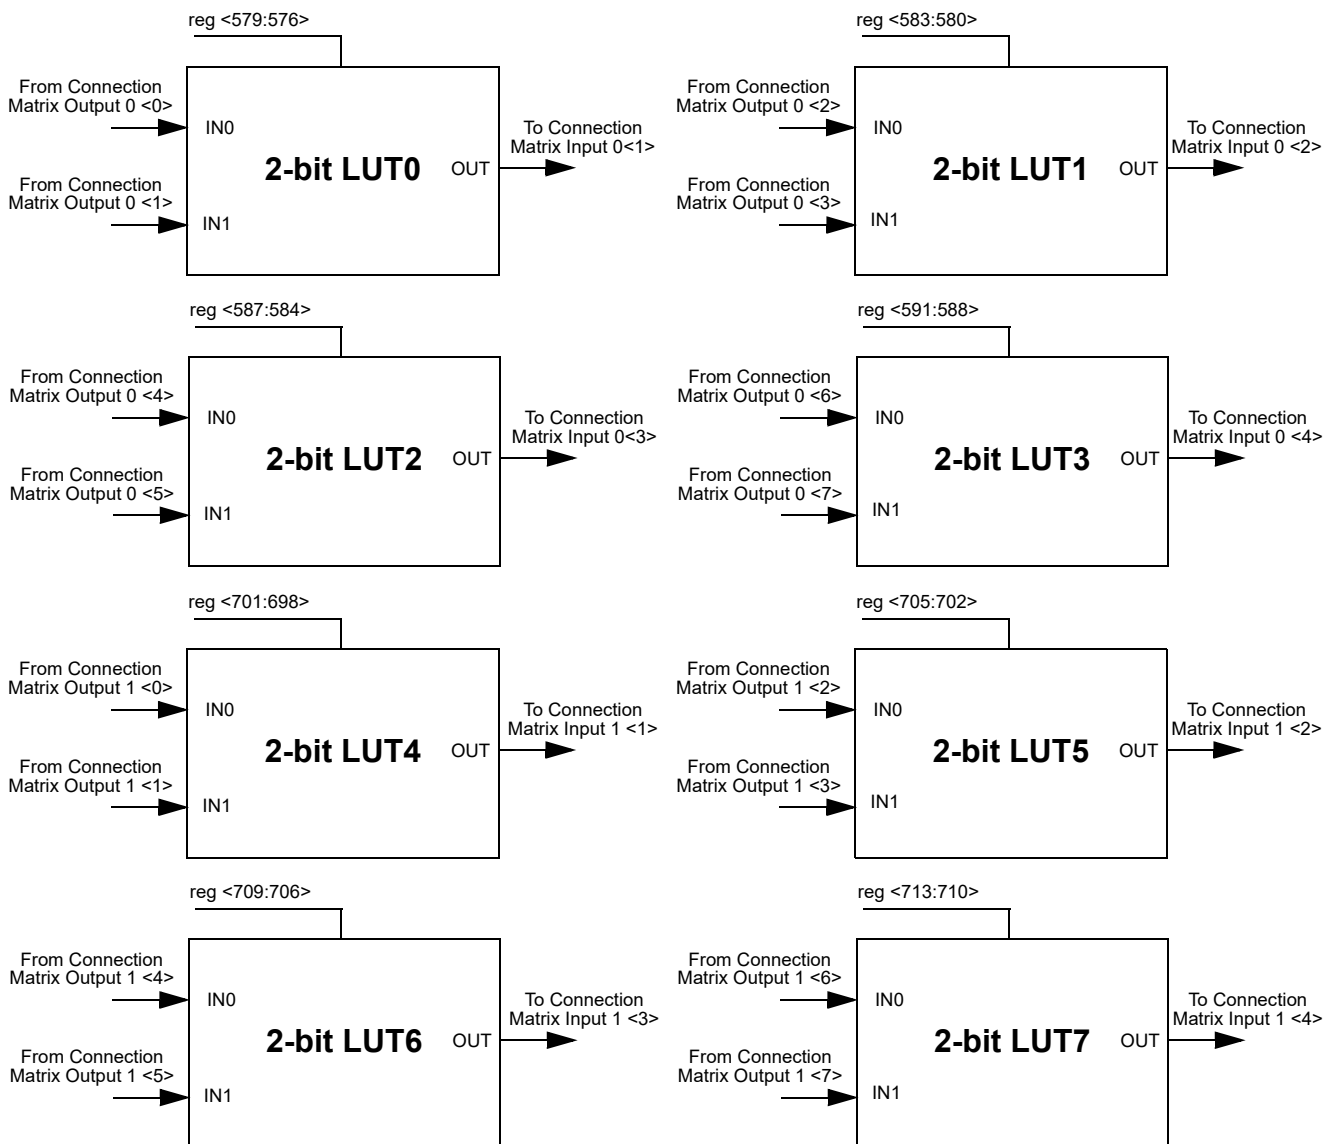 reg <579:576>
From Connection
Matrix Output 0 <0>
IN0
From Connection
Matrix Output 0 <1>
IN1
2-bit LUT0
OUT
To Connection
Matrix Input 0<1>
reg <583:580>
From Connection
Matrix Output 0 <2>
IN0
From Connection
Matrix Output 0 <3>
IN1
2-bit LUT1
OUT
To Connection
Matrix Input 0 <2>
reg <587:584>
From Connection
Matrix Output 0 <4>
IN0
From Connection
Matrix Output 0 <5>
IN1
2-bit LUT2
OUT
To Connection
Matrix Input 0<3>
reg <591:588>
From Connection
Matrix Output 0 <6>
IN0
From Connection
Matrix Output 0 <7>
IN1
2-bit LUT3
OUT
To Connection
Matrix Input 0 <4>
reg <701:698>
From Connection
Matrix Output 1 <0>
IN0
From Connection
Matrix Output 1 <1>
IN1
2-bit LUT4
OUT
To Connection
Matrix Input 1 <1>
reg <705:702>
From Connection
Matrix Output 1 <2>
IN0
From Connection
Matrix Output 1 <3>
IN1
2-bit LUT5
OUT
To Connection
Matrix Input 1 <2>
reg <709:706>
From Connection
Matrix Output 1 <4>
IN0
From Connection
Matrix Output 1 <5>
IN1
2-bit LUT6
OUT
To Connection
Matrix Input 1 <3>
reg <713:710>
From Connection
Matrix Output 1 <6>
IN0
From Connection
Matrix Output 1 <7>
IN1
2-bit LUT7
OUT
To Connection
Matrix Input 1 <4>